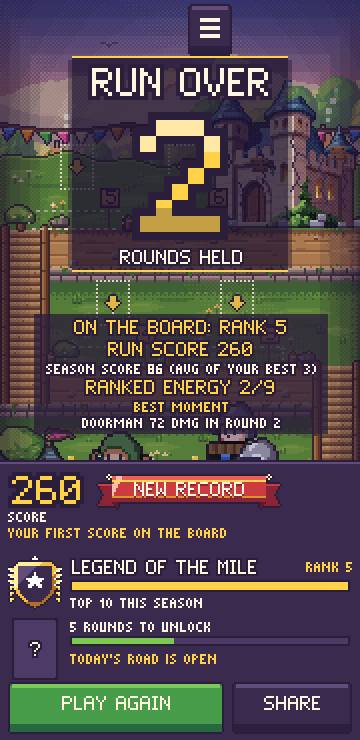 RUN OVER
5
6
2
ROUNDS HELD
ON THE BOARD: RANK 5
RUN SCORE 260
SEASON SCORE 86 (AVG OF YOUR BEST 3)
RANKED ENERGY 2/9
BEST MOMENT
DOORMAN 72 DMG IN ROUND 2
260
NEW RECORD
SCORE
YOUR FIRST SCORE ON THE BOARD
LEGEND OF THE MILE
RANK 5
TOP 10 THIS SEASON
5 ROUNDS TO UNLOCK
?
TODAY'S ROAD IS OPEN
PLAY AGAIN
SHARE